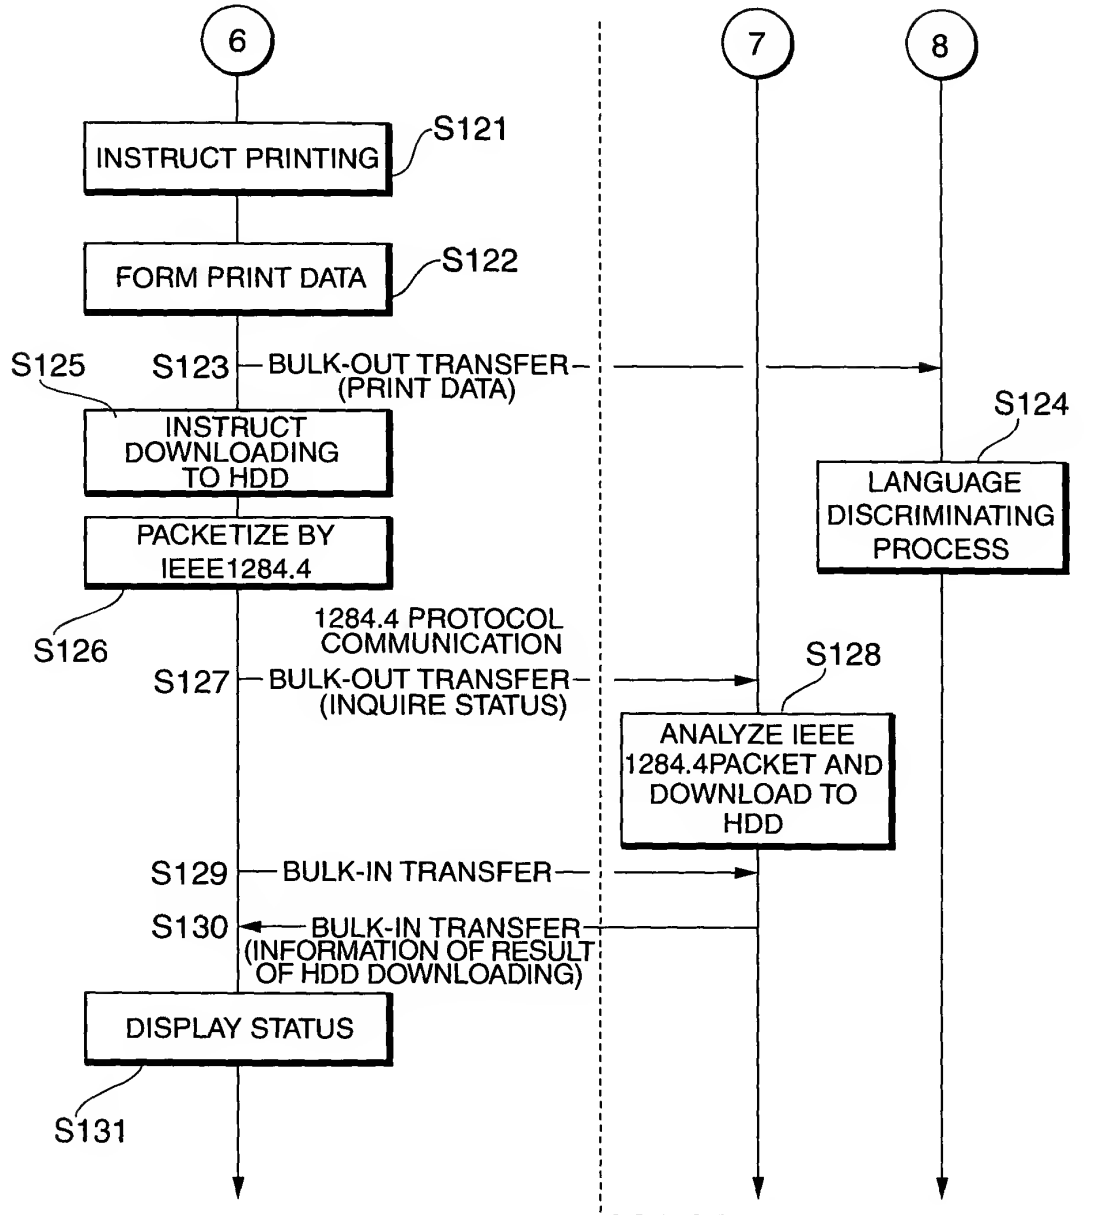 6
7
8
S121
INSTRUCT PRINTING
S122
FORM PRINT DATA
S123
BULK-OUT TRANSFER
(PRINT DATA)
S125
INSTRUCT
DOWNLOADING
TO HDD
S124
LANGUAGE
DISCRIMINATING
PROCESS
PACKETIZE BY
IEEE1284.4
S126
1284.4 PROTOCOL
COMMUNICATION
S127
BULK-OUT TRANSFER
(INQUIRE STATUS)
S128
ANALYZE IEEE
1284.4PACKET AND
DOWNLOAD TO
HDD
S129
BULK-IN TRANSFER
S130
BULK-IN TRANSFER
(INFORMATION OF RESULT
OF HDD DOWNLOADING)
DISPLAY STATUS
S131